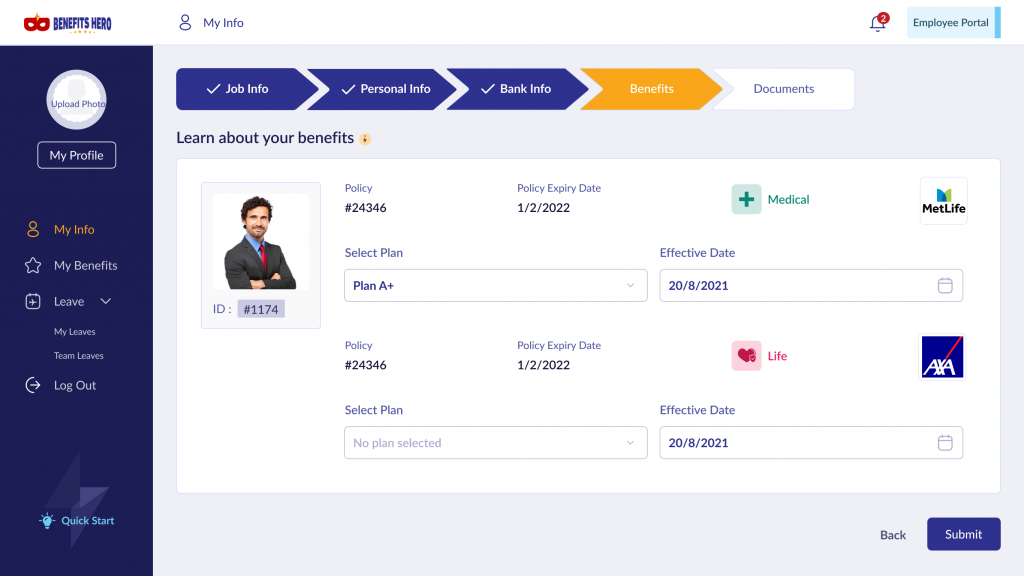 BENEFITS HERO
My Info
2
Employee Portal
Upload Photo
My Profile
My Info
My Benefits
Leave
My Leaves
Team Leaves
Log Out
Quick Start
Job Info
Personal Info
Bank Info
Benefits
Documents
Learn about your benefits
ID : #1174
Policy
Policy Expiry Date
#24346
1/2/2022
Medical
MetLife
Select Plan
Effective Date
Plan A+
20/8/2021
Policy
Policy Expiry Date
#24346
1/2/2022
Life
AXA
Select Plan
Effective Date
No plan selected
20/8/2021
Back
Submit